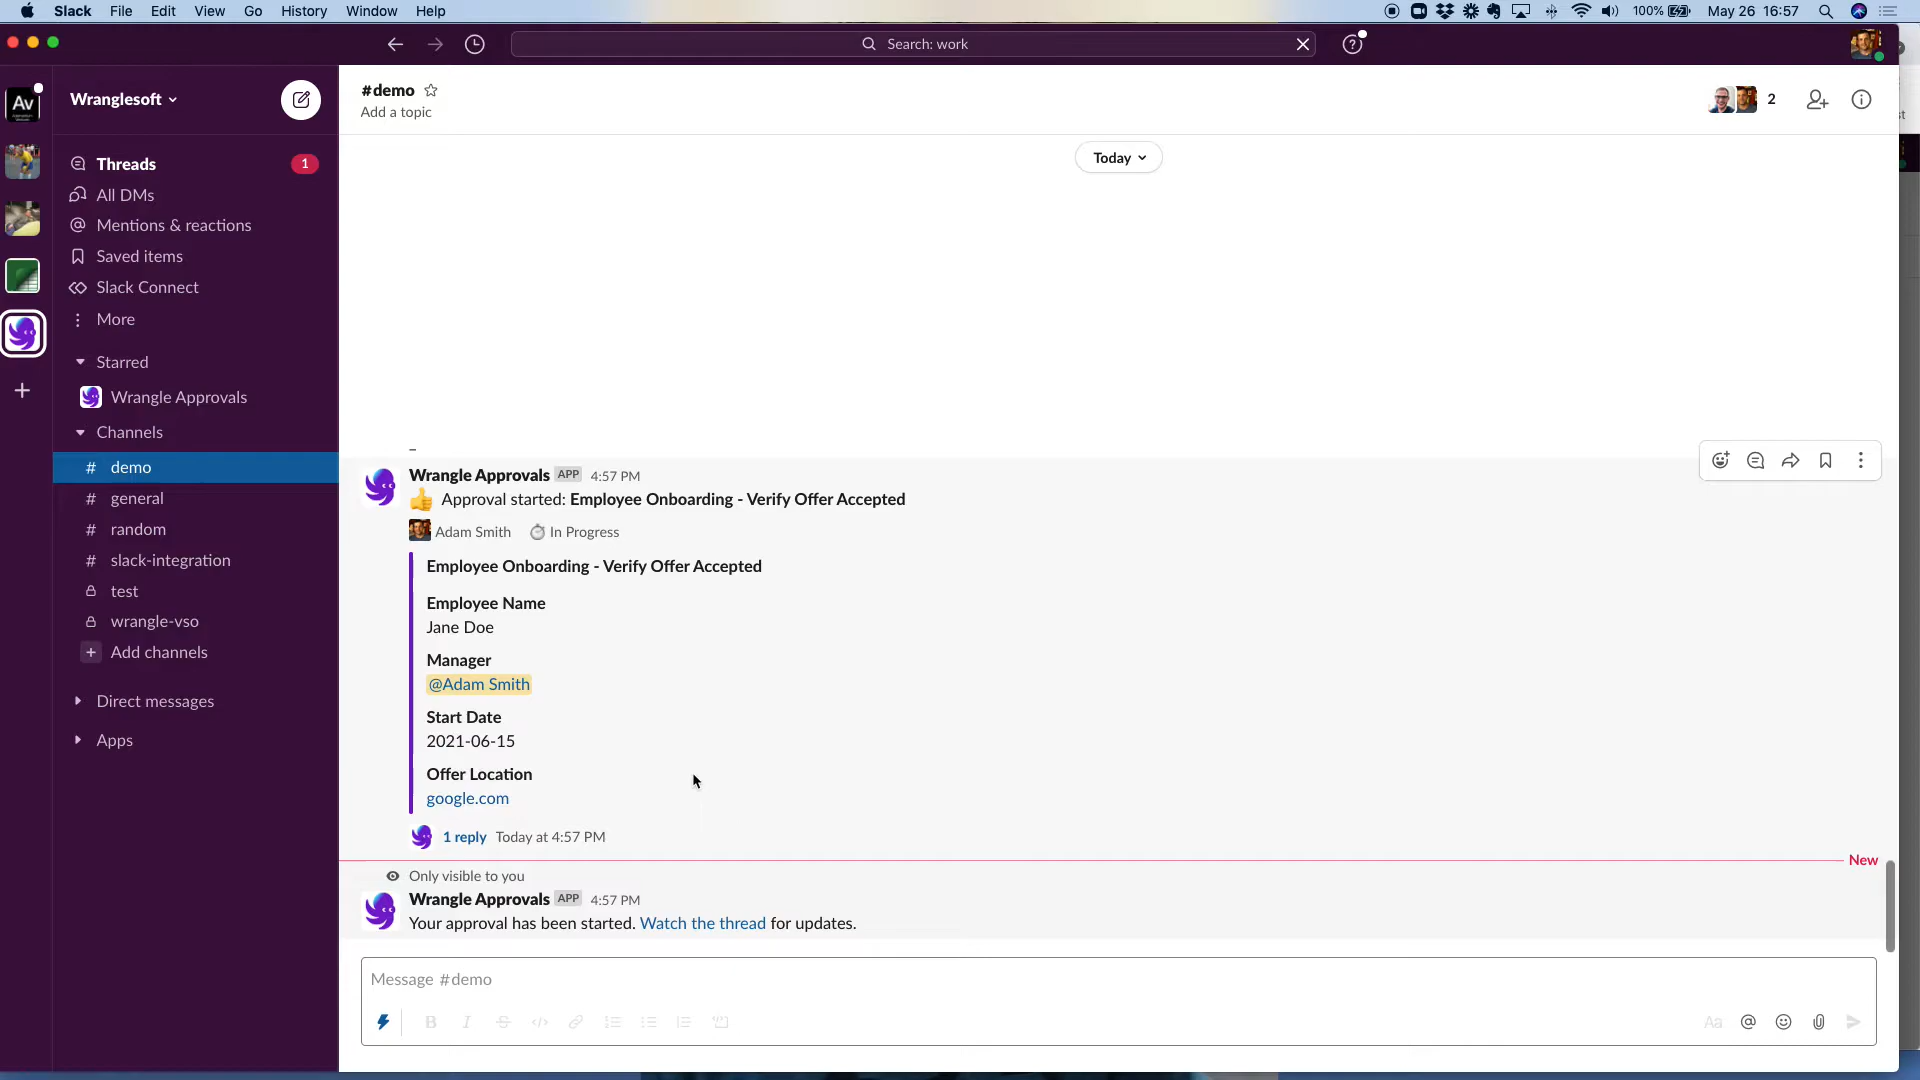 Slack File Edit View Go History Window Help 100% May 26 16:57
Search: work
Av
Wranglesoft
#demo
Add a topic
2
Threads 1
All DMs
Mentions & reactions
Saved items
Slack Connect
More
Starred
Wrangle Approvals
Channels
# demo
# general
# random
# slack-integration
test
wrangle-vso
+ Add channels
Direct messages
Apps
Today
Wrangle Approvals APP 4:57 PM
Approval started: Employee Onboarding - Verify Offer Accepted
Adam Smith In Progress
Employee Onboarding - Verify Offer Accepted
Employee Name
Jane Doe
Manager
@Adam Smith
Start Date
2021-06-15
Offer Location
google.com
1 reply Today at 4:57 PM
New
Only visible to you
Wrangle Approvals APP 4:57 PM
Your approval has been started. Watch the thread for updates.
Message #demo
B I S Aa @